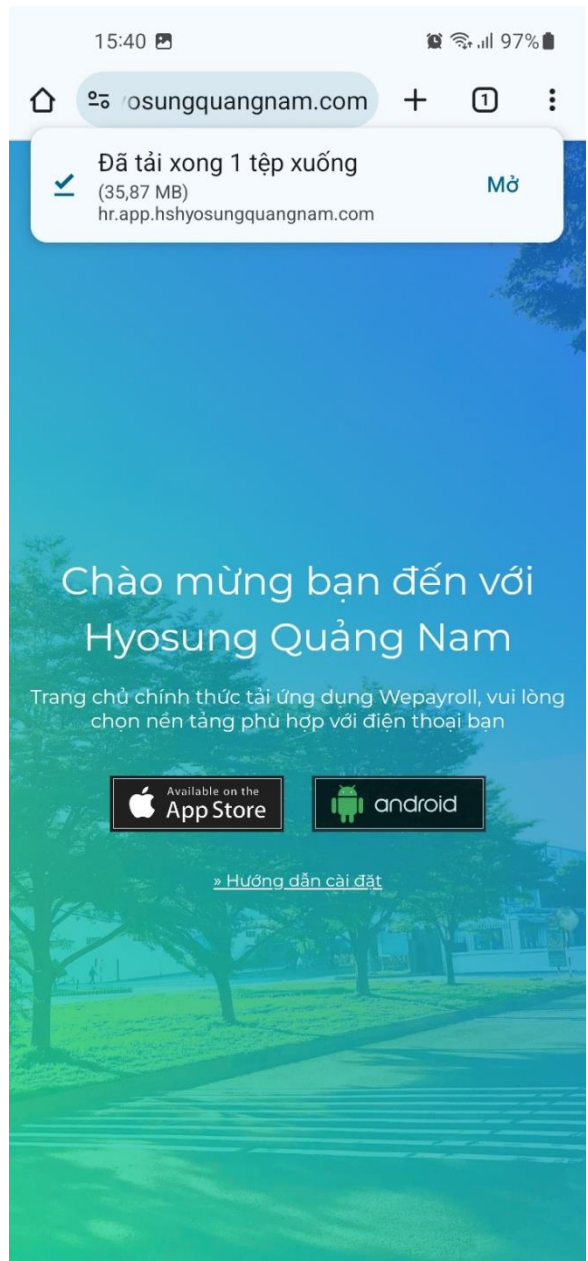 15:40
97%
osungquangnam.com
1
Đã tải xong 1 tệp xuống
(35,87 MB)
hr.app.hshyosungquangnam.com
Mở
Chào mừng bạn đến với
Hyosung Quảng Nam
Trang chủ chính thức tải ứng dụng Wepayroll, vui lòng
chọn nền tảng phù hợp với điện thoại bạn
Available on the
App Store
android
» Hướng dẫn cài đặt